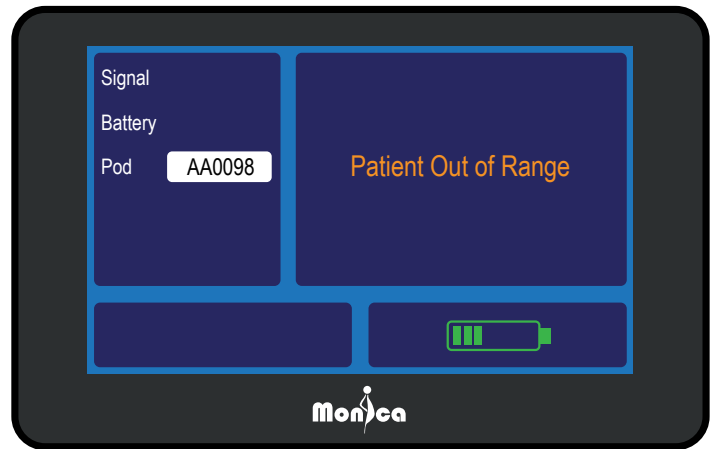 Signal
Battery
Pod AA0098
Patient Out of Range
Monica